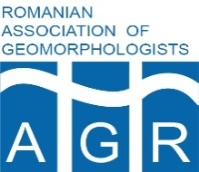 ROMANIAN
ASSOCIATION OF
GEOMORPHOLOGISTS
A G R